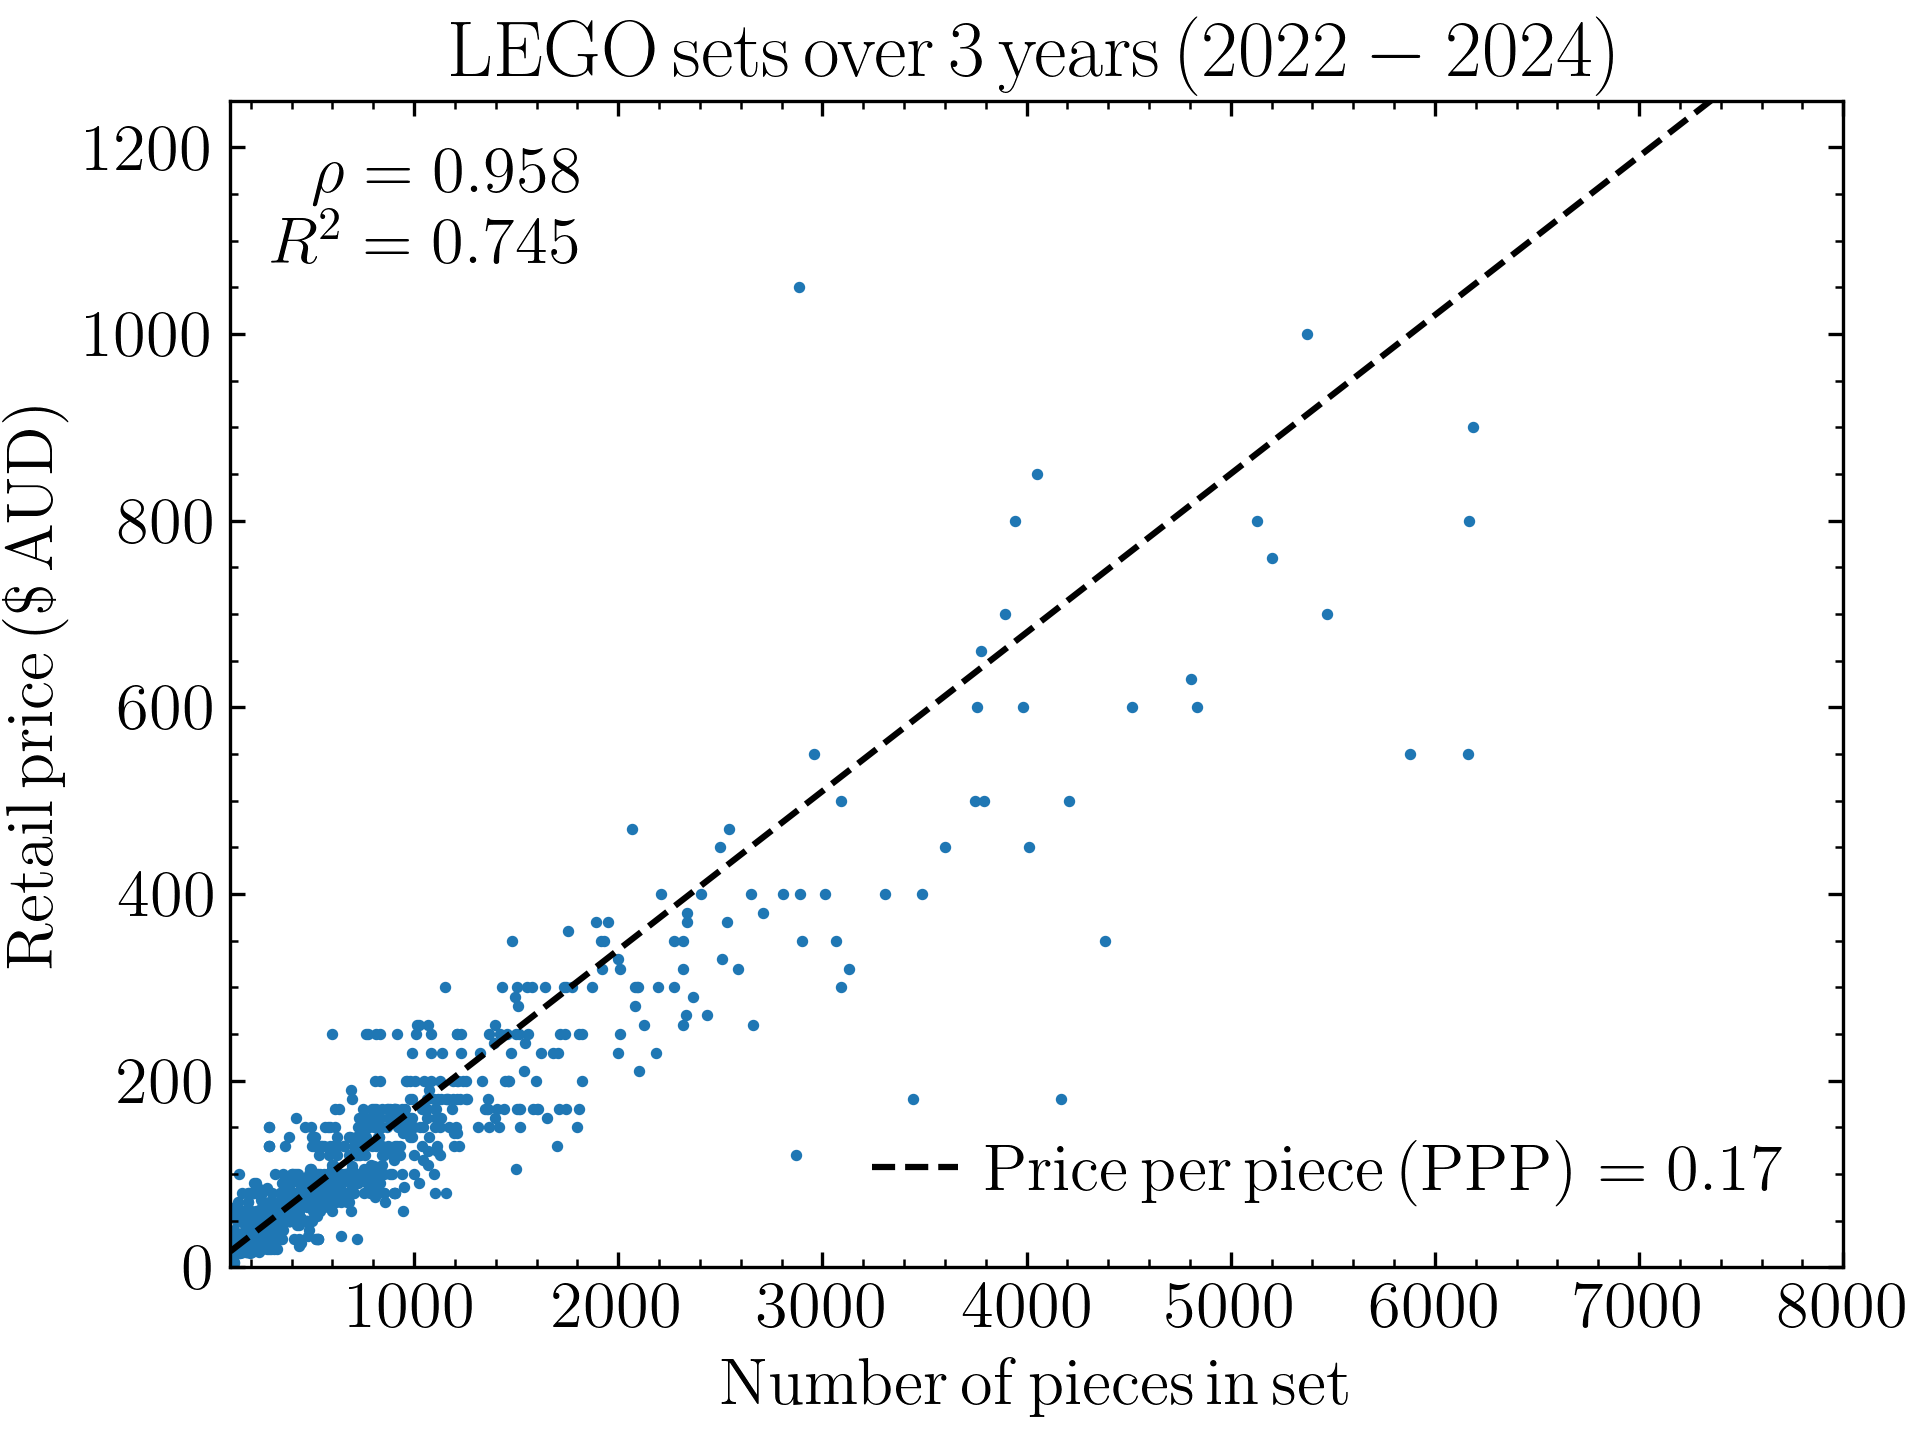 LEGO sets over 3 years (2022 − 2024)
ρ = 0.958
R² = 0.745
1200
1000
800
600
400
200
0
Retail price ($ AUD)
Price per piece (PPP) = 0.17
1000 2000 3000 4000 5000 6000 7000 8000
Number of pieces in set